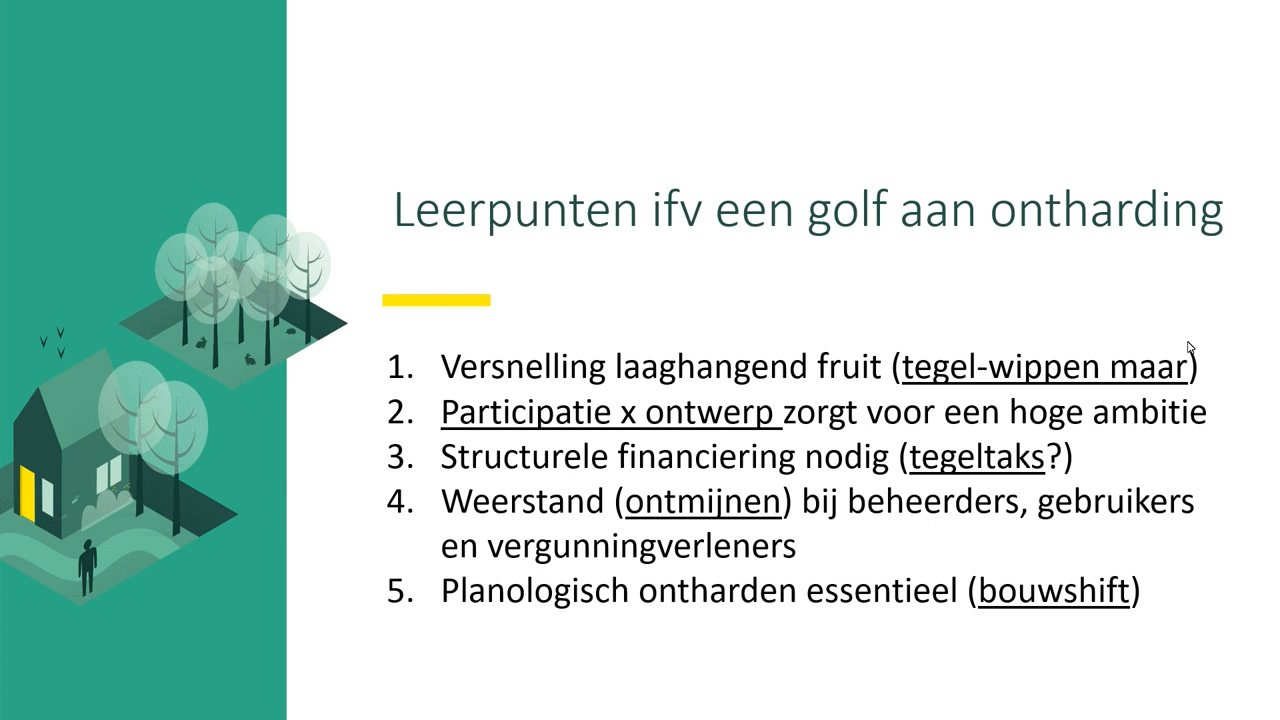 Leerpunten ifv een golf aan ontharding
1. Versnelling laaghangend fruit (tegel-wippen maar)
2. Participatie x ontwerp zorgt voor een hoge ambitie
3. Structurele financiering nodig (tegeltaks?)
4. Weerstand (ontmijnen) bij beheerders, gebruikers
en vergunningverleners
5. Planologisch ontharden essentieel (bouwshift)